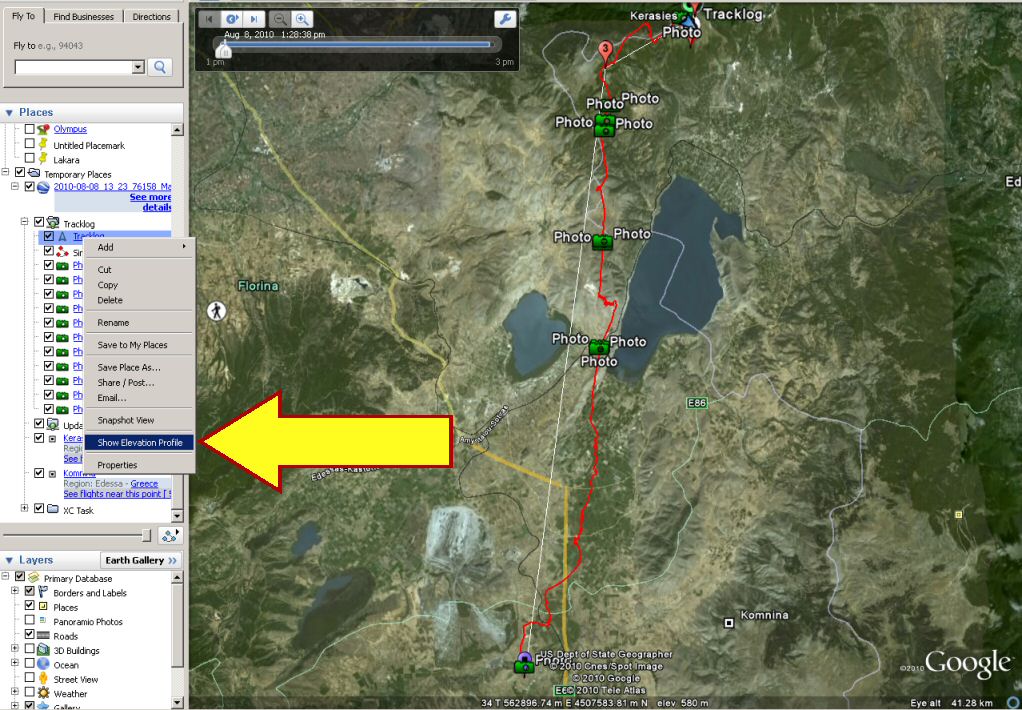 Fly To
Find Businesses
Directions
Fly to e.g., 94043
Places
Olympus
Untitled Placemark
Lakara
Temporary Places
2010-08-08_13_23_76158_Ma
See more
details
Tracklog
Tracklog
Sir
Ph
Ph
Ph
Ph
Ph
Ph
Ph
Ph
Ph
Ph
Ph
Upda
Keras
Regio
See f
Komni
Region: Edessa - Greece
See flights near this point [ 5
XC Task
Add
Cut
Copy
Delete
Rename
Save to My Places
Save Place As...
Share / Post...
Email...
Snapshot View
Show Elevation Profile
Properties
Layers
Earth Gallery »
Primary Database
Borders and Labels
Places
Panoramio Photos
Roads
3D Buildings
Ocean
Street View
Weather
Gallery
Aug 8, 2010 1:28:38 pm
1 pm
3 pm
Kerasies
Tracklog
Photo
3
Photo
Photo
Photo
Photo
Ed
Photo
Photo
Florina
Photo
Photo
Photo
E86
Edessas-Kasto
Komnina
Photo
US Dept of State Geographer
© 2010 Cnes/Spot Image
© 2010 Google
© 2010 Tele Atlas
©2010 Google
34 T 562896.74 m E 4507583.81 m N elev 580 m
Eye alt 41.28 km